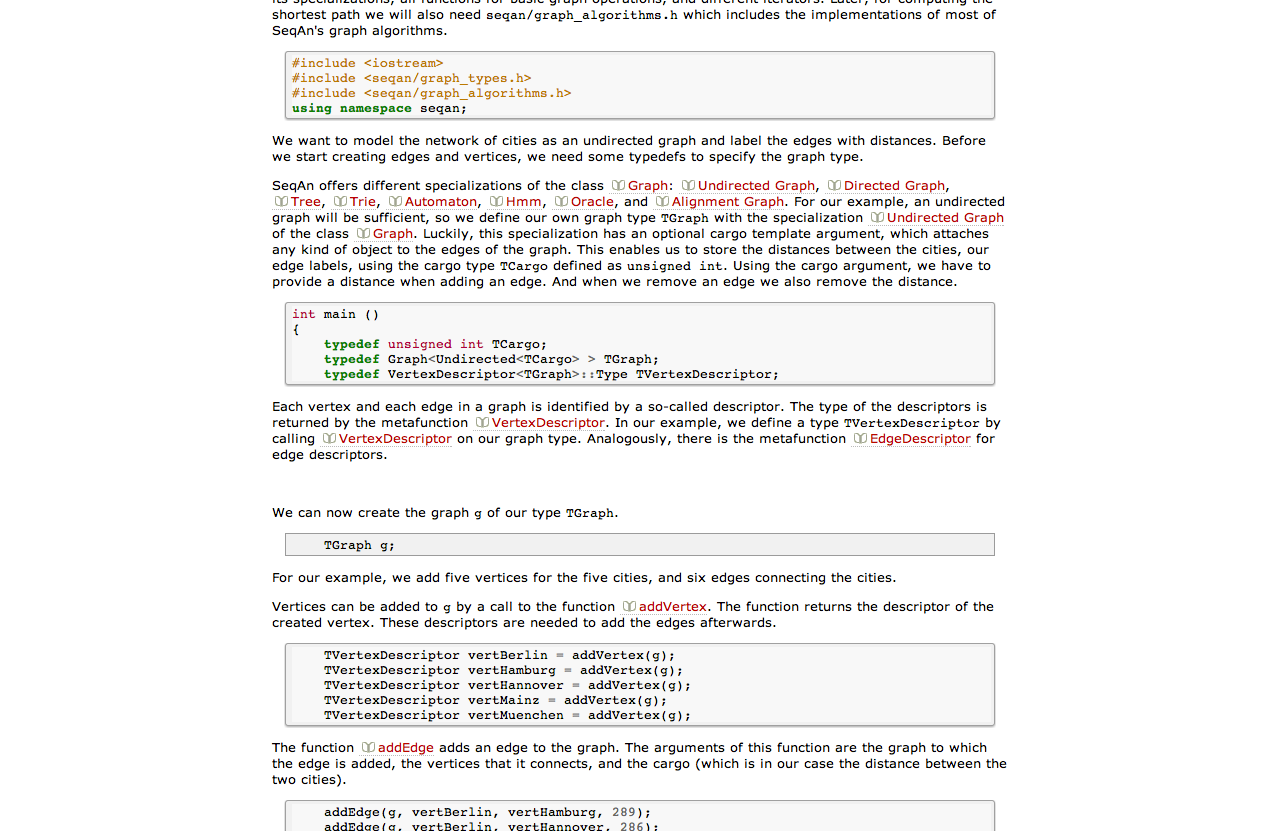 its specializations, all functions for basic graph operations, and different iterators. Later, for computing the
shortest path we will also need seqan/graph_algorithms.h which includes the implementations of most of
SeqAn's graph algorithms.
#include <iostream>
#include <seqan/graph_types.h>
#include <seqan/graph_algorithms.h>
using namespace seqan;
We want to model the network of cities as an undirected graph and label the edges with distances. Before
we start creating edges and vertices, we need some typedefs to specify the graph type.
SeqAn offers different specializations of the class Graph: Undirected Graph, Directed Graph,
Tree, Trie, Automaton, Hmm, Oracle, and Alignment Graph. For our example, an undirected
graph will be sufficient, so we define our own graph type TGraph with the specialization Undirected Graph
of the class Graph. Luckily, this specialization has an optional cargo template argument, which attaches
any kind of object to the edges of the graph. This enables us to store the distances between the cities, our
edge labels, using the cargo type TCargo defined as unsigned int. Using the cargo argument, we have to
provide a distance when adding an edge. And when we remove an edge we also remove the distance.
int main ()
{
    typedef unsigned int TCargo;
    typedef Graph<Undirected<TCargo> > TGraph;
    typedef VertexDescriptor<TGraph>::Type TVertexDescriptor;
Each vertex and each edge in a graph is identified by a so-called descriptor. The type of the descriptors is
returned by the metafunction VertexDescriptor. In our example, we define a type TVertexDescriptor by
calling VertexDescriptor on our graph type. Analogously, there is the metafunction EdgeDescriptor for
edge descriptors.
We can now create the graph g of our type TGraph.
    TGraph g;
For our example, we add five vertices for the five cities, and six edges connecting the cities.
Vertices can be added to g by a call to the function addVertex. The function returns the descriptor of the
created vertex. These descriptors are needed to add the edges afterwards.
    TVertexDescriptor vertBerlin = addVertex(g);
    TVertexDescriptor vertHamburg = addVertex(g);
    TVertexDescriptor vertHannover = addVertex(g);
    TVertexDescriptor vertMainz = addVertex(g);
    TVertexDescriptor vertMuenchen = addVertex(g);
The function addEdge adds an edge to the graph. The arguments of this function are the graph to which
the edge is added, the vertices that it connects, and the cargo (which is in our case the distance between the
two cities).
    addEdge(g, vertBerlin, vertHamburg, 289);
    addEdge(g, vertBerlin, vertHannover, 286);